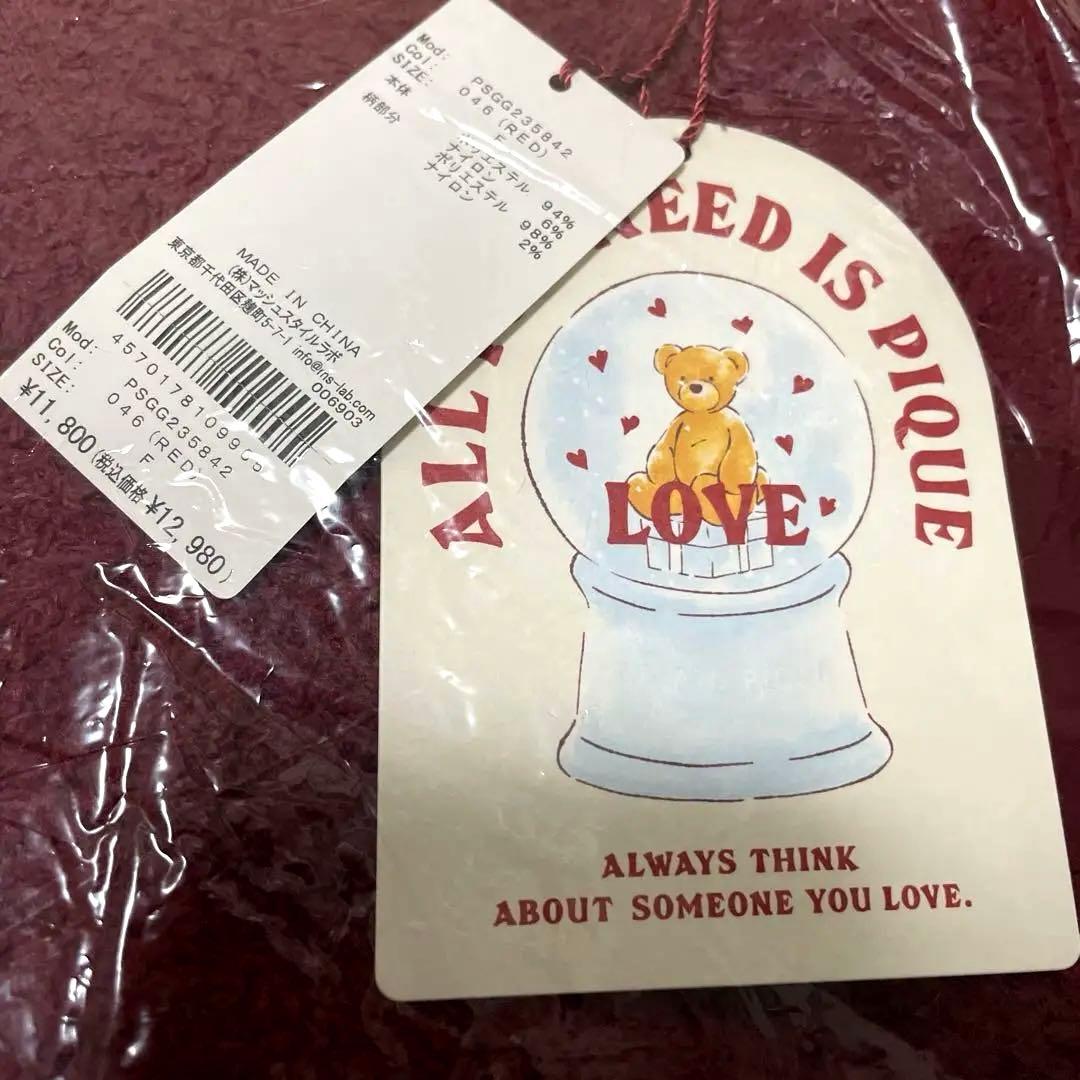 Mod: PSGG235842
Col: 046 (RED)
SIZE: F
本体 ポリエステル 94%
ナイロン 6%
柄部分 ポリエステル 98%
ナイロン 2%
MADE IN CHINA
(株)マッシュスタイルラボ
東京都千代田区麹町5-7-1 info@ns-lab.com
006903
Mod: PSGG235842
Col: 046 (RED)
SIZE: F
¥11,800(税込価格 ¥12,980)
ALL NEED IS PIQUE
LOVE
ALWAYS THINK
ABOUT SOMEONE YOU LOVE.